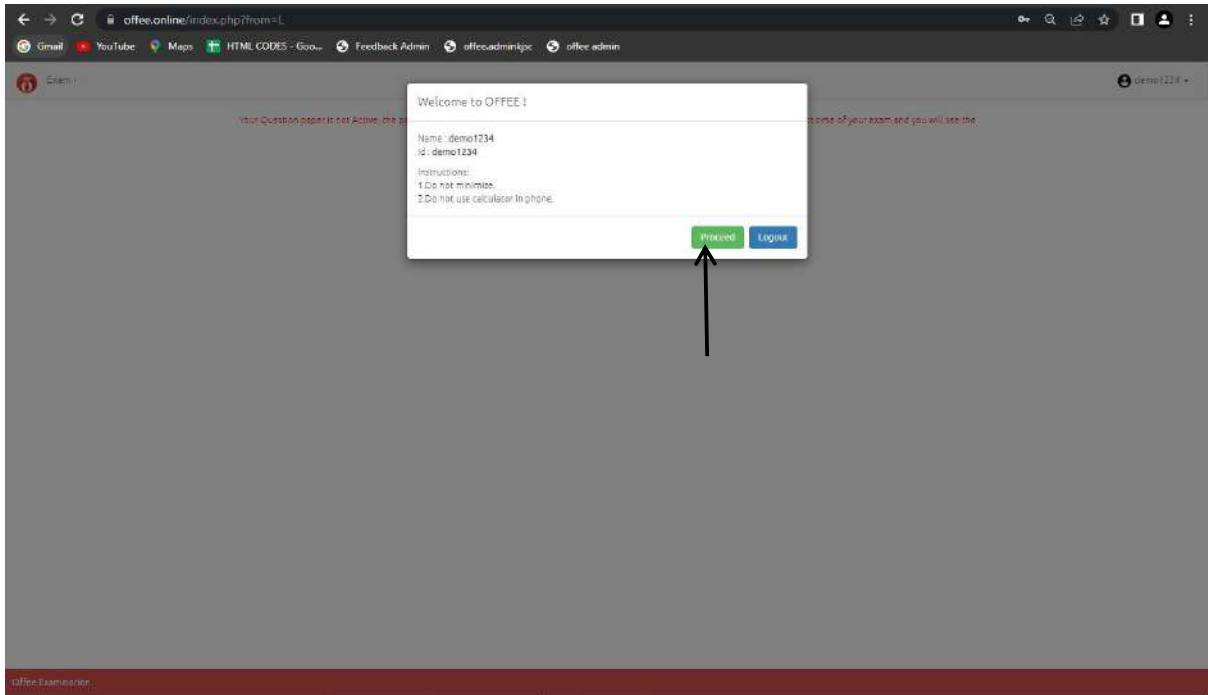 offee.online/index.php?from=L
Gmail YouTube Maps HTML CODES - Goo... Feedback Admin offee.adminkjsc offee admin
Exam
demo1234
Welcome to OFFEE !
Your Question paper is not Active, the
time of your exam and you will see the
Name : demo1234
Id : demo1234
Instructions:
1.Do not minimize.
2.Do not use calculator in phone.
Proceed Logout
Offee Examination